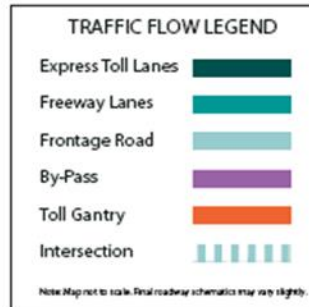 TRAFFIC FLOW LEGEND
Express Toll Lanes
Freeway Lanes
Frontage Road
By-Pass
Toll Gantry
Intersection
Note: Map not to scale. Final roadway schematics may vary slightly.